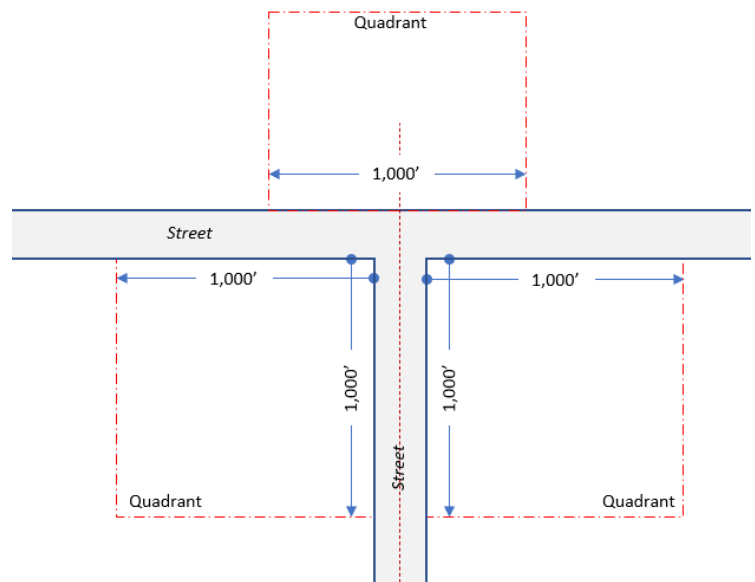 Quadrant
1,000’
Street
1,000’
1,000’
1,000’
1,000’
Street
Quadrant
Quadrant